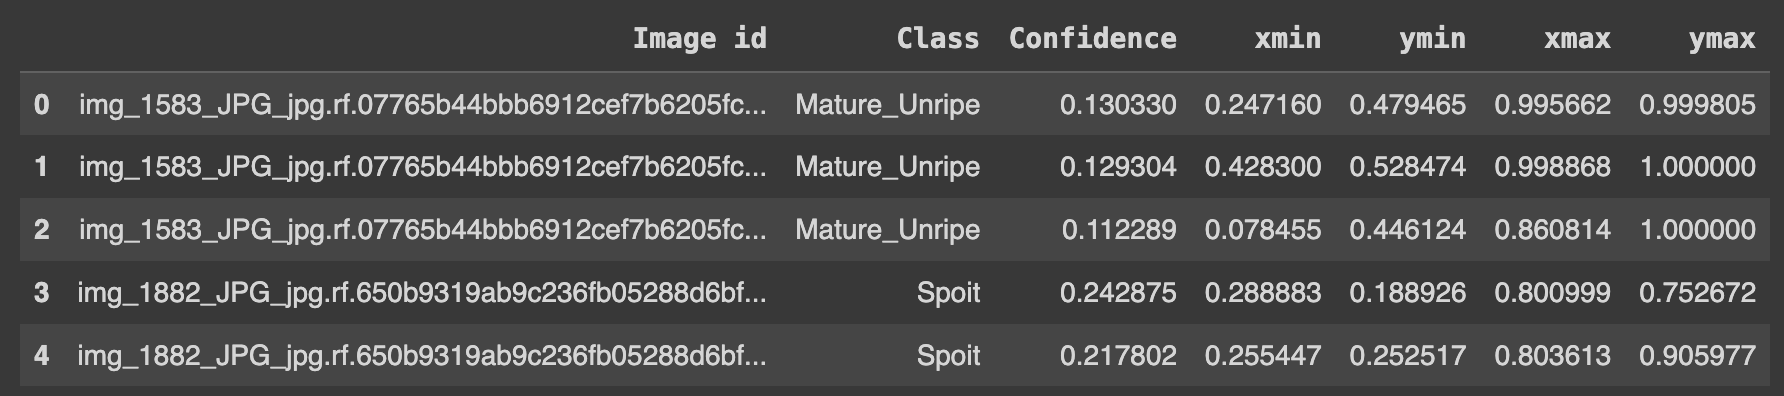 Image id Class Confidence xmin ymin xmax ymax
0 img_1583_JPG_jpg.rf.07765b44bbb6912cef7b6205fc... Mature_Unripe 0.130330 0.247160 0.479465 0.995662 0.999805
1 img_1583_JPG_jpg.rf.07765b44bbb6912cef7b6205fc... Mature_Unripe 0.129304 0.428300 0.528474 0.998868 1.000000
2 img_1583_JPG_jpg.rf.07765b44bbb6912cef7b6205fc... Mature_Unripe 0.112289 0.078455 0.446124 0.860814 1.000000
3 img_1882_JPG_jpg.rf.650b9319ab9c236fb05288d6bf... Spoit 0.242875 0.288883 0.188926 0.800999 0.752672
4 img_1882_JPG_jpg.rf.650b9319ab9c236fb05288d6bf... Spoit 0.217802 0.255447 0.252517 0.803613 0.905977